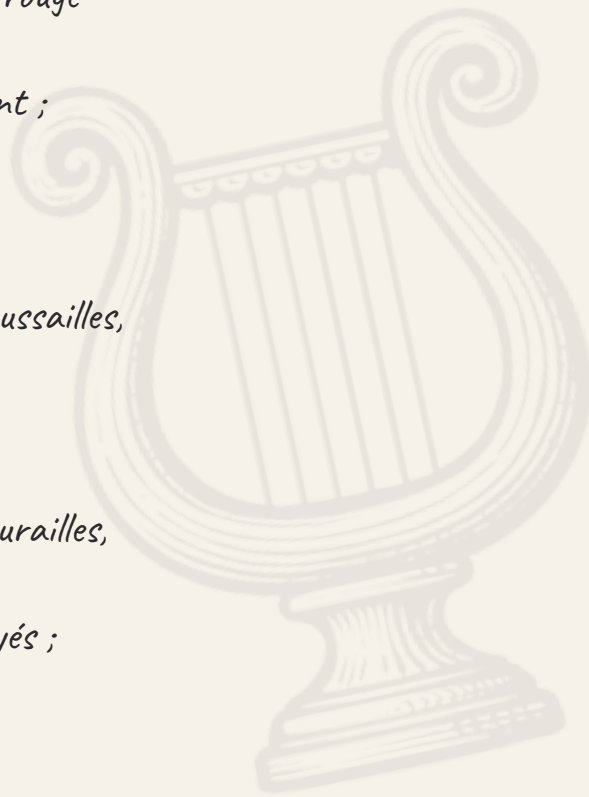 rouge
nt ;
ussailles,
urailles,
yés ;